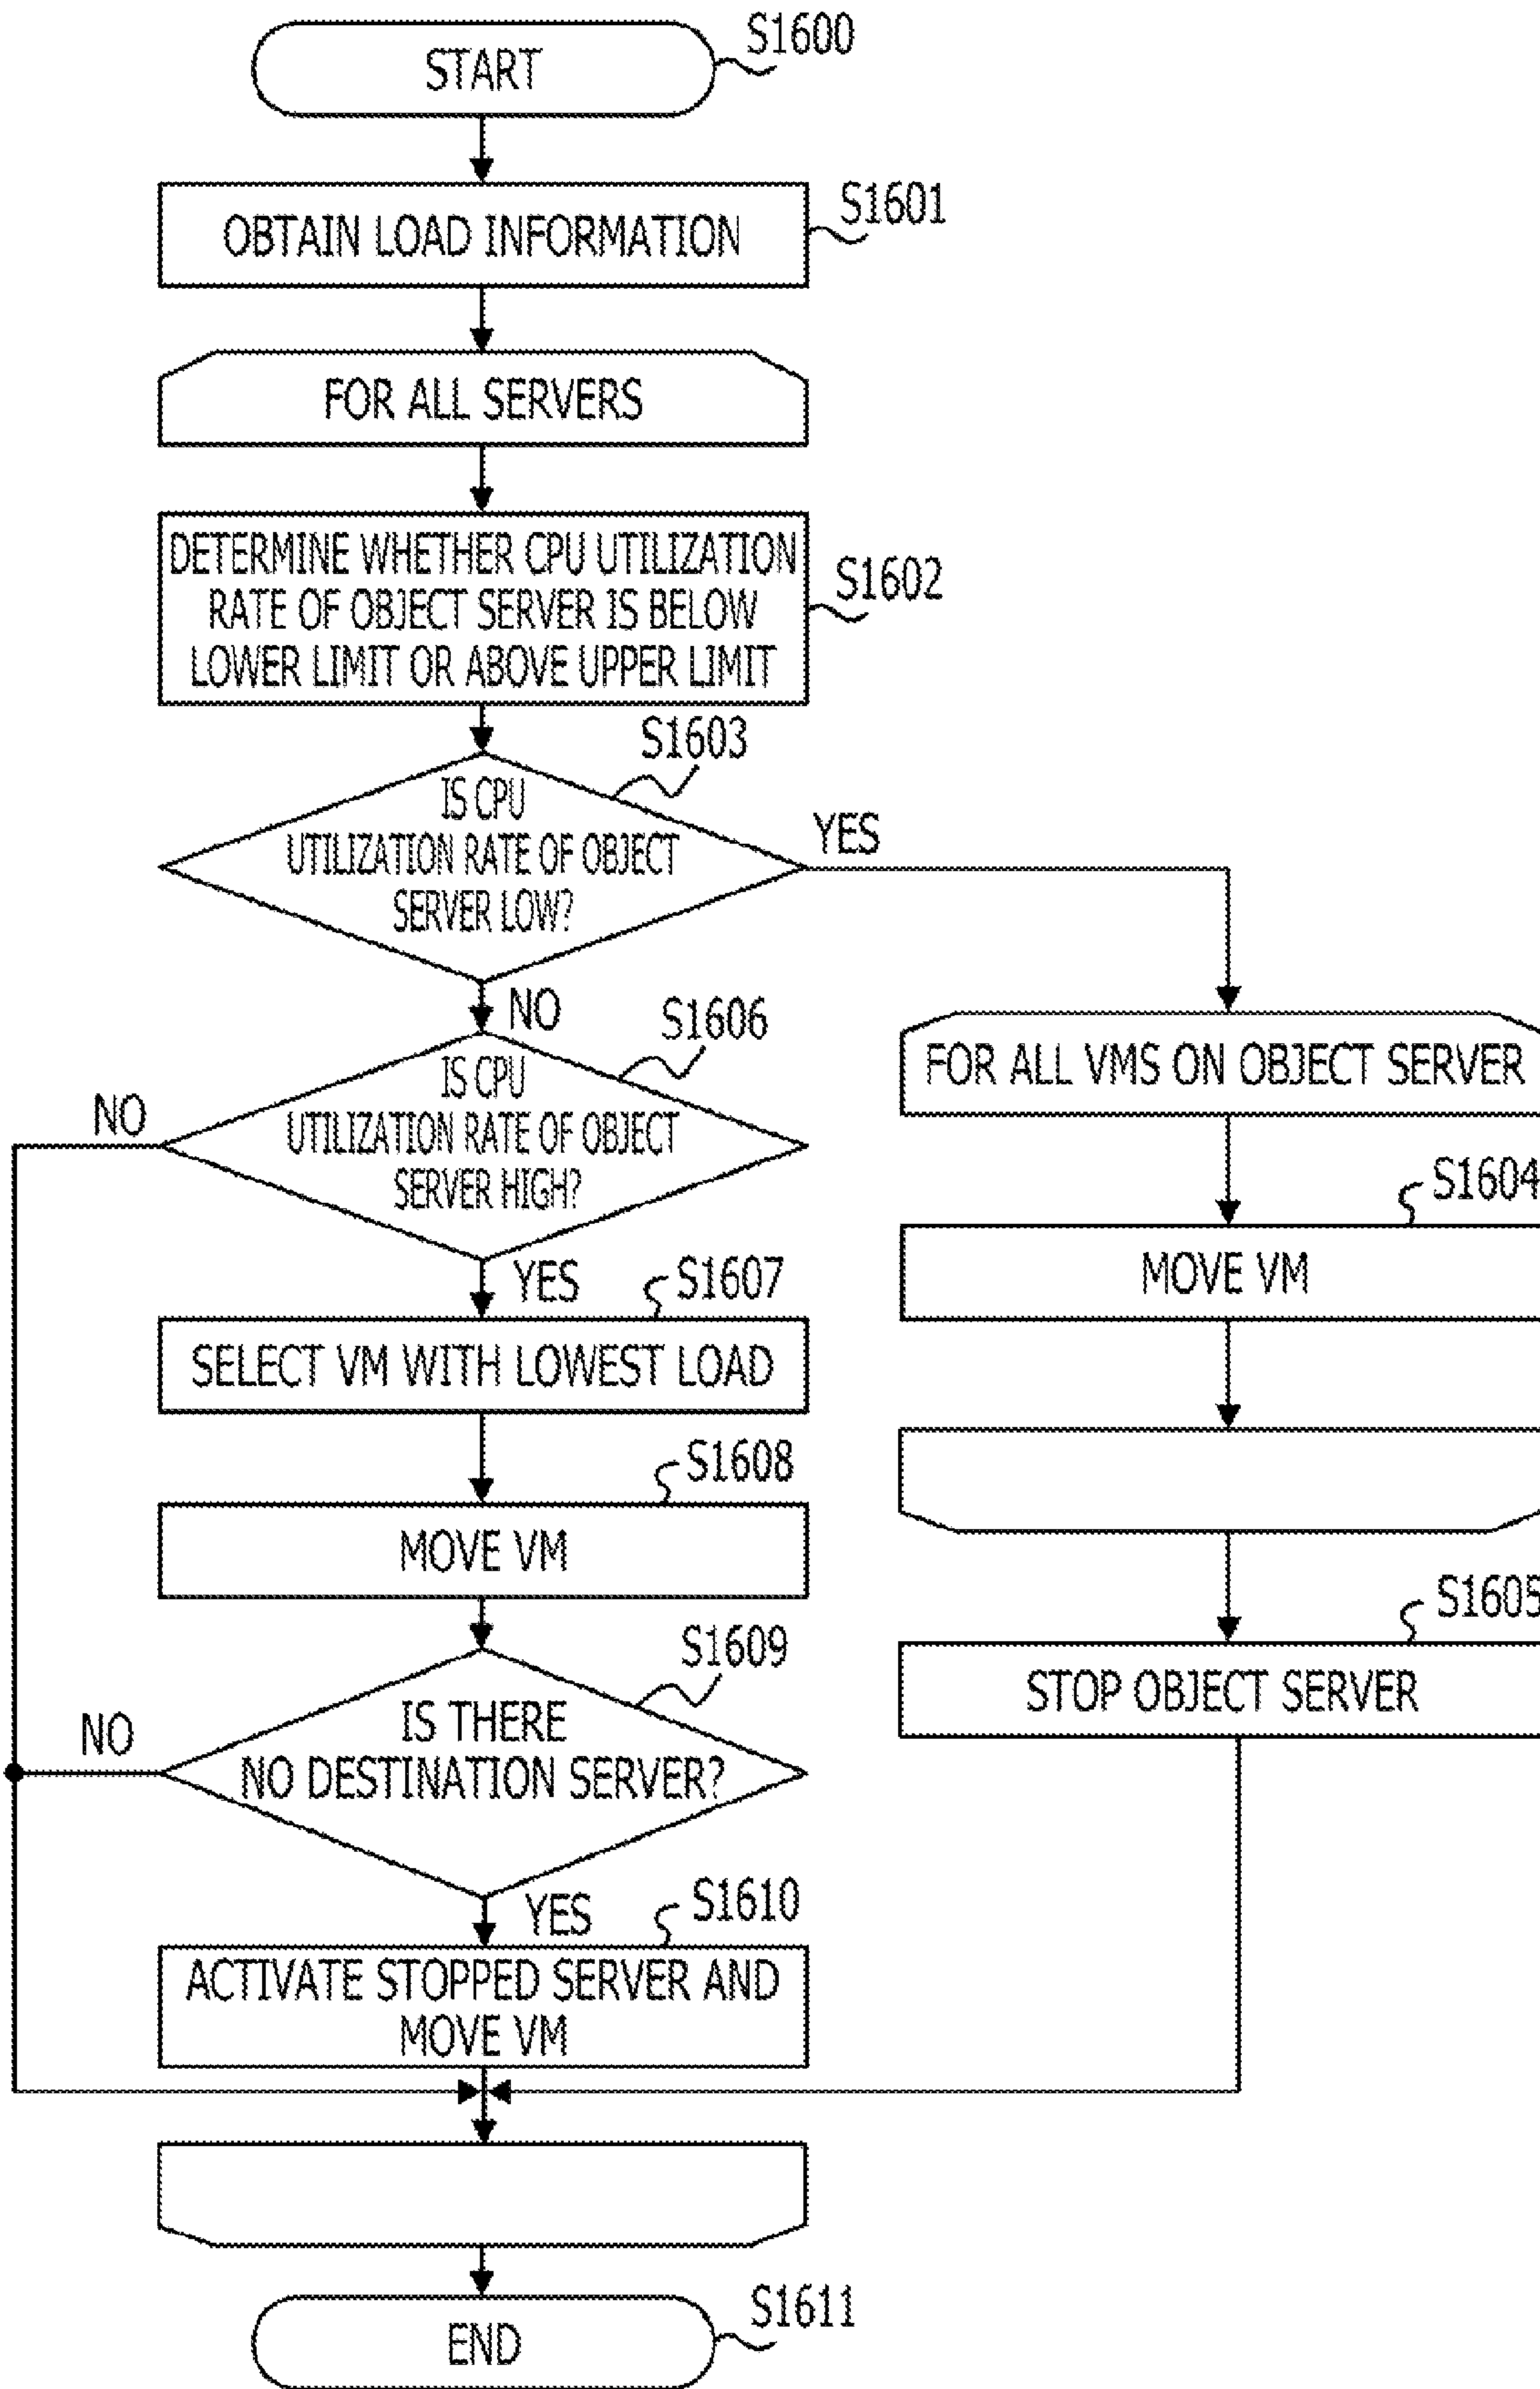 START
S1600
OBTAIN LOAD INFORMATION
S1601
FOR ALL SERVERS
DETERMINE WHETHER CPU UTILIZATION
RATE OF OBJECT SERVER IS BELOW
LOWER LIMIT OR ABOVE UPPER LIMIT
S1602
S1603
IS CPU
UTILIZATION RATE OF OBJECT
SERVER LOW?
YES
NO
S1606
IS CPU
UTILIZATION RATE OF OBJECT
SERVER HIGH?
NO
YES
FOR ALL VMS ON OBJECT SERVER
S1604
MOVE VM
S1605
STOP OBJECT SERVER
S1607
SELECT VM WITH LOWEST LOAD
S1608
MOVE VM
S1609
IS THERE
NO DESTINATION SERVER?
NO
YES
S1610
ACTIVATE STOPPED SERVER AND
MOVE VM
END
S1611